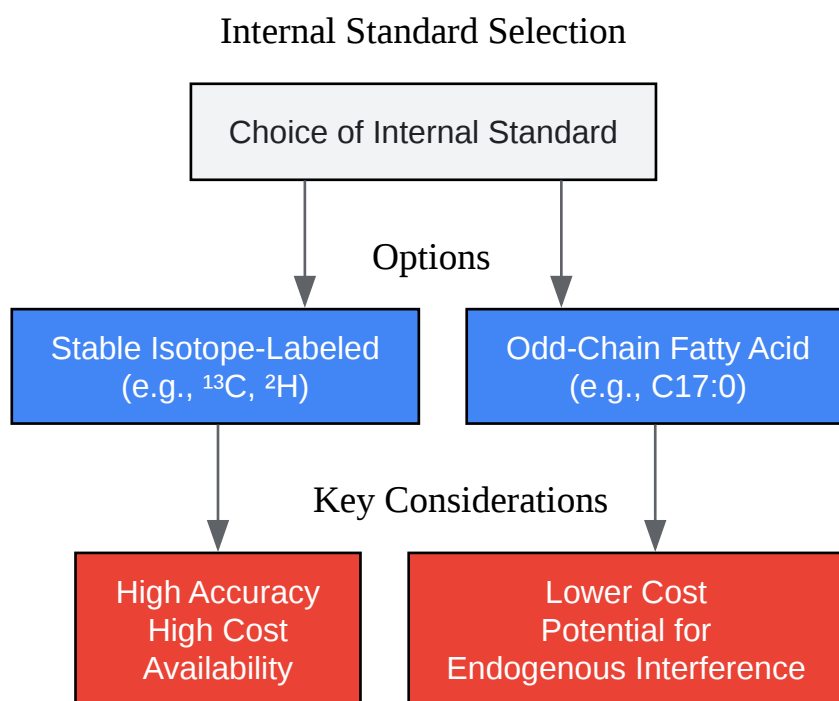 Internal Standard Selection
Choice of Internal Standard
Options
Stable Isotope-Labeled
(e.g., ¹³C, ²H)
Odd-Chain Fatty Acid
(e.g., C17:0)
Key Considerations
High Accuracy
High Cost
Availability
Lower Cost
Potential for
Endogenous Interference